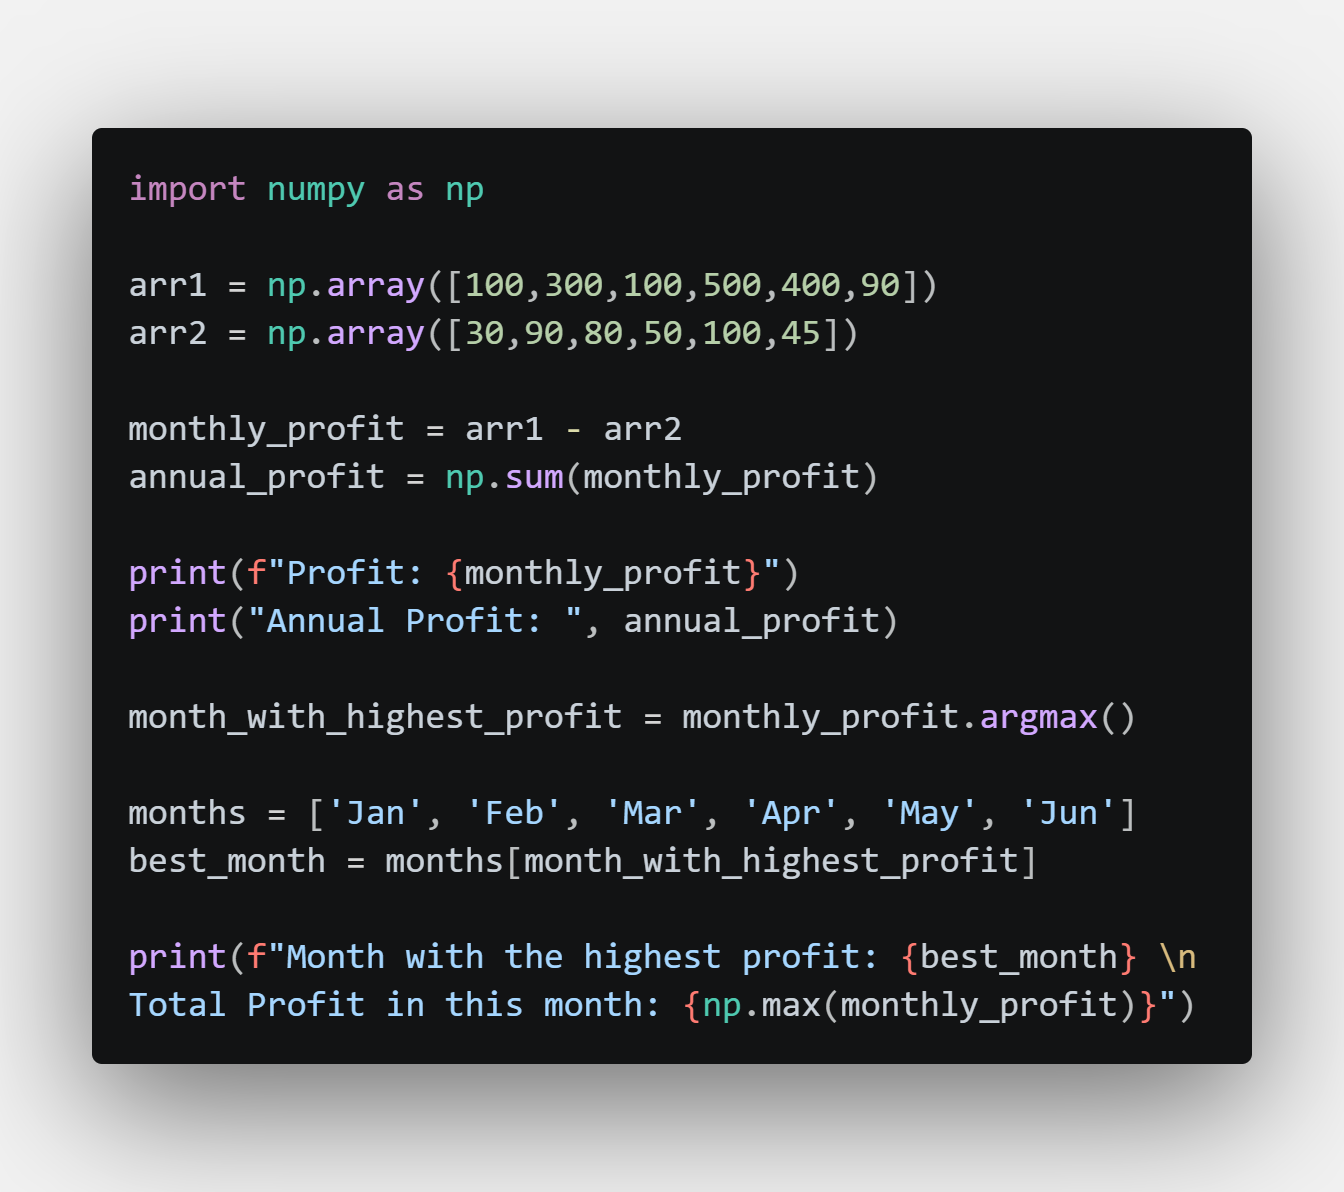 import numpy as np
arr1 = np.array([100,300,100,500,400,90])
arr2 = np.array([30,90,80,50,100,45])
monthly_profit = arr1 - arr2
annual_profit = np.sum(monthly_profit)
print(f"Profit: {monthly_profit}")
print("Annual Profit: ", annual_profit)
month_with_highest_profit = monthly_profit.argmax()
months = ['Jan', 'Feb', 'Mar', 'Apr', 'May', 'Jun']
best_month = months[month_with_highest_profit]
print(f"Month with the highest profit: {best_month} \n
Total Profit in this month: {np.max(monthly_profit)}")